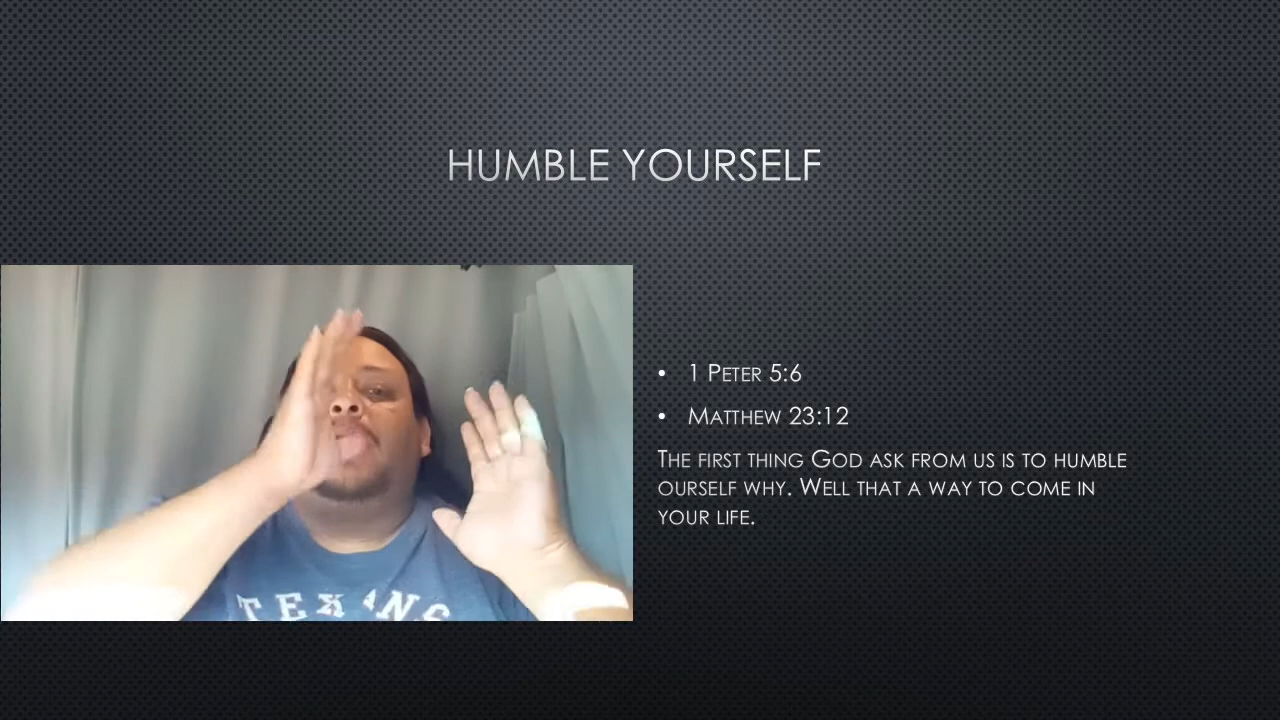 HUMBLE YOURSELF
• 1 PETER 5:6
• MATTHEW 23:12
THE FIRST THING GOD ASK FROM US IS TO HUMBLE
OURSELF WHY. WELL THAT A WAY TO COME IN
YOUR LIFE.
TEXANS